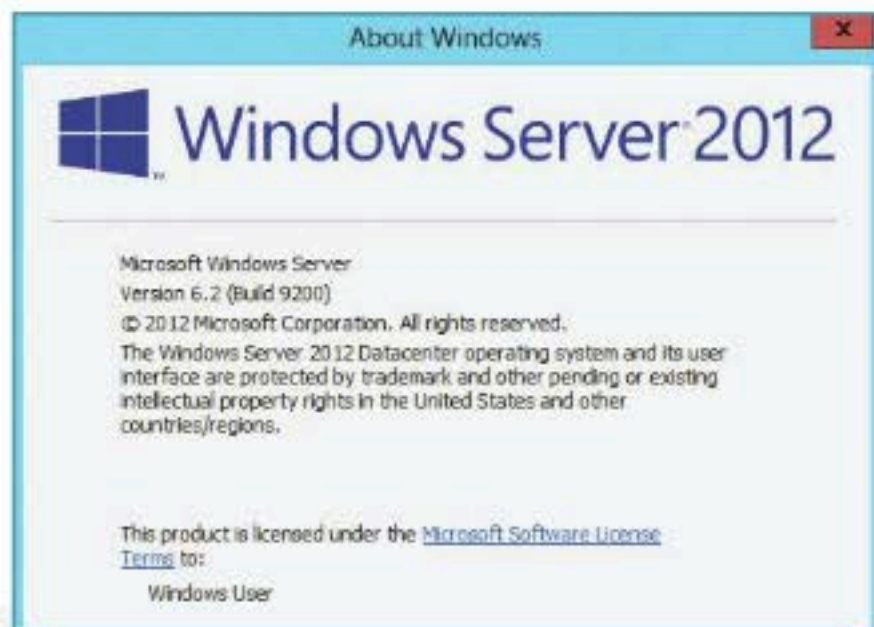 About Windows
x
Windows Server 2012
Microsoft Windows Server
Version 6.2 (Build 9200)
© 2012 Microsoft Corporation. All rights reserved.
The Windows Server 2012 Datacenter operating system and its user
interface are protected by trademark and other pending or existing
intellectual property rights in the United States and other
countries/regions.
This product is licensed under the Microsoft Software License
Terms to:
Windows User